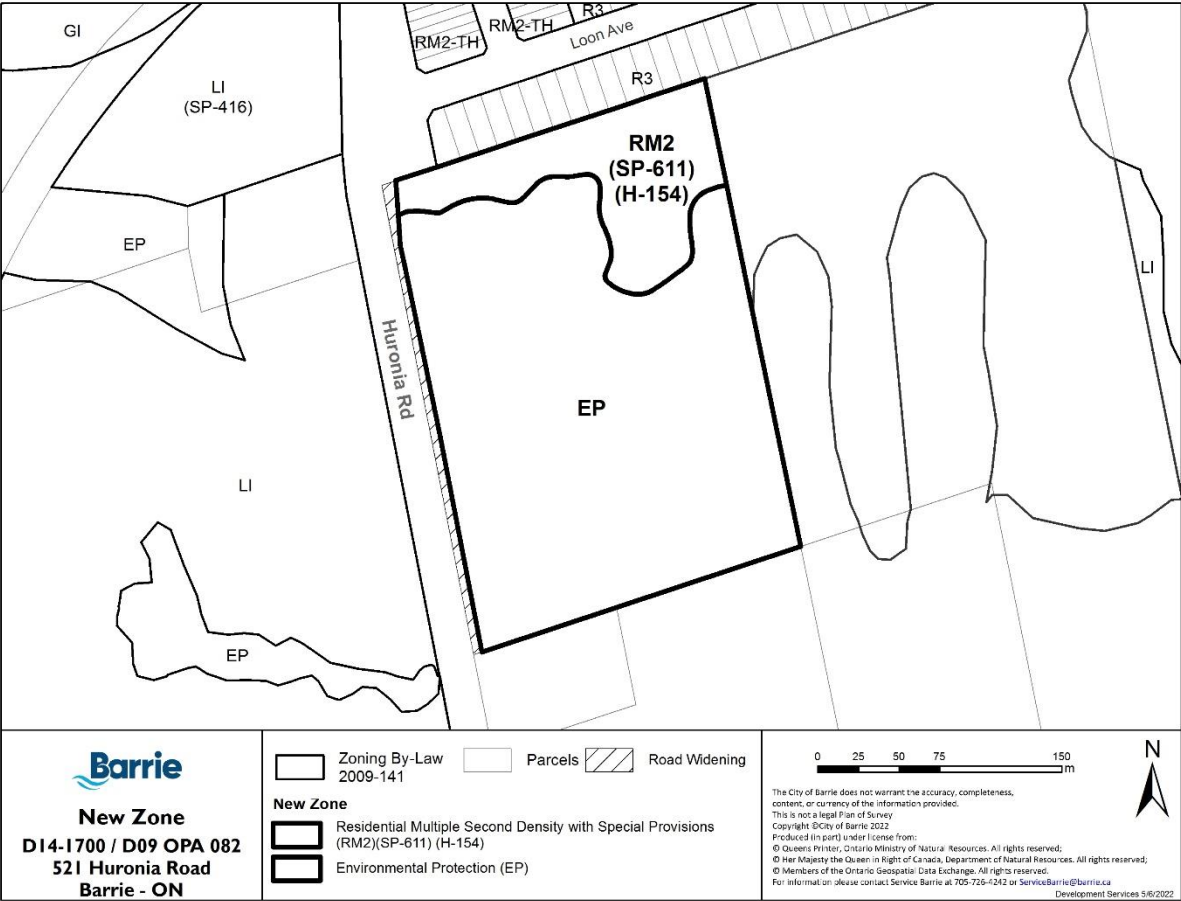 GI
RM2-TH
RM2-TH
R3
Loon Ave
LI
(SP-416)
R3
RM2
(SP-611)
(H-154)
EP
LI
Huronia Rd
EP
LI
EP
Barrie
New Zone
D14-1700 / D09 OPA 082
521 Huronia Road
Barrie - ON
Zoning By-Law
2009-141
Parcels
Road Widening
New Zone
Residential Multiple Second Density with Special Provisions
(RM2)(SP-611) (H-154)
Environmental Protection (EP)
0 25 50 75 150
m
N
The City of Barrie does not warrant the accuracy, completeness,
content, or currency of the information provided.
This is not a legal Plan of Survey
Copyright ©City of Barrie 2022
Produced (in part) under license from:
© Queens Printer, Ontario Ministry of Natural Resources. All rights reserved;
© Her Majesty the Queen in Right of Canada, Department of Natural Resources. All rights reserved;
© Members of the Ontario Geospatial Data Exchange. All rights reserved.
For information please contact Service Barrie at 705-726-4242 or ServiceBarrie@barrie.ca
Development Services 5/6/2022